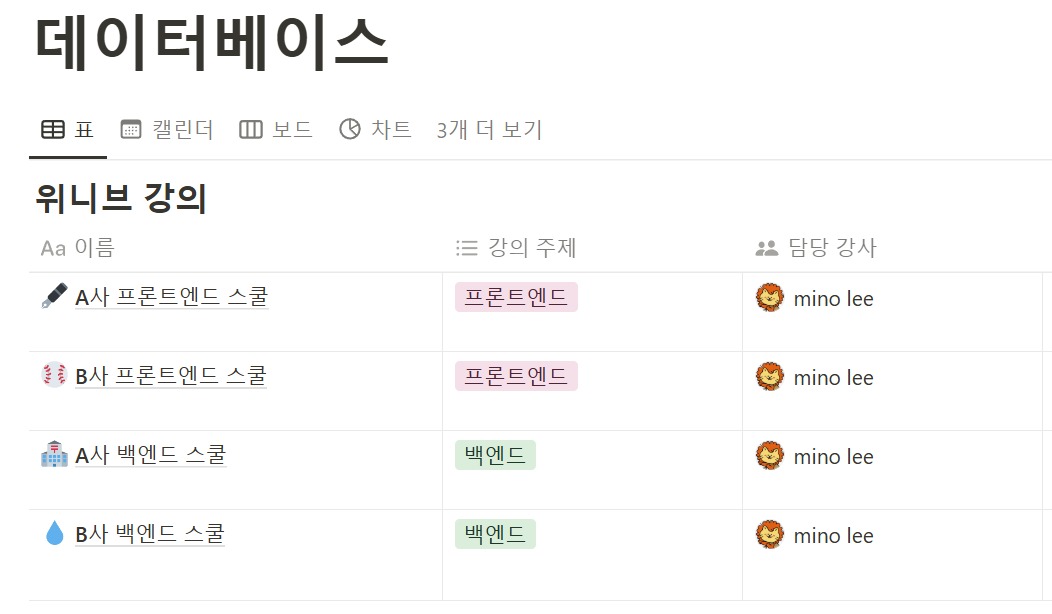 데이터베이스
표 캘린더 보드 차트 3개 더 보기
위니브 강의
Aa 이름 강의 주제 담당 강사
A사 프론트엔드 스쿨 프론트엔드 mino lee
B사 프론트엔드 스쿨 프론트엔드 mino lee
A사 백엔드 스쿨 백엔드 mino lee
B사 백엔드 스쿨 백엔드 mino lee